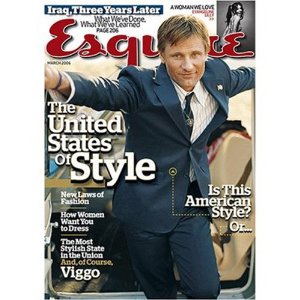 Iraq, Three Years Later
What We've Done,
What We've Learned
PAGE 206
A WOMAN WE LOVE
EVANGELINE
LILLY
Esquire
MARCH 2006
The
United
States
Of Style
New Laws of
Fashion
How Women
Want You
to Dress
The Most
Stylish State
in the Union
And, of Course,
Viggo
Is This
American
Style?
Or...